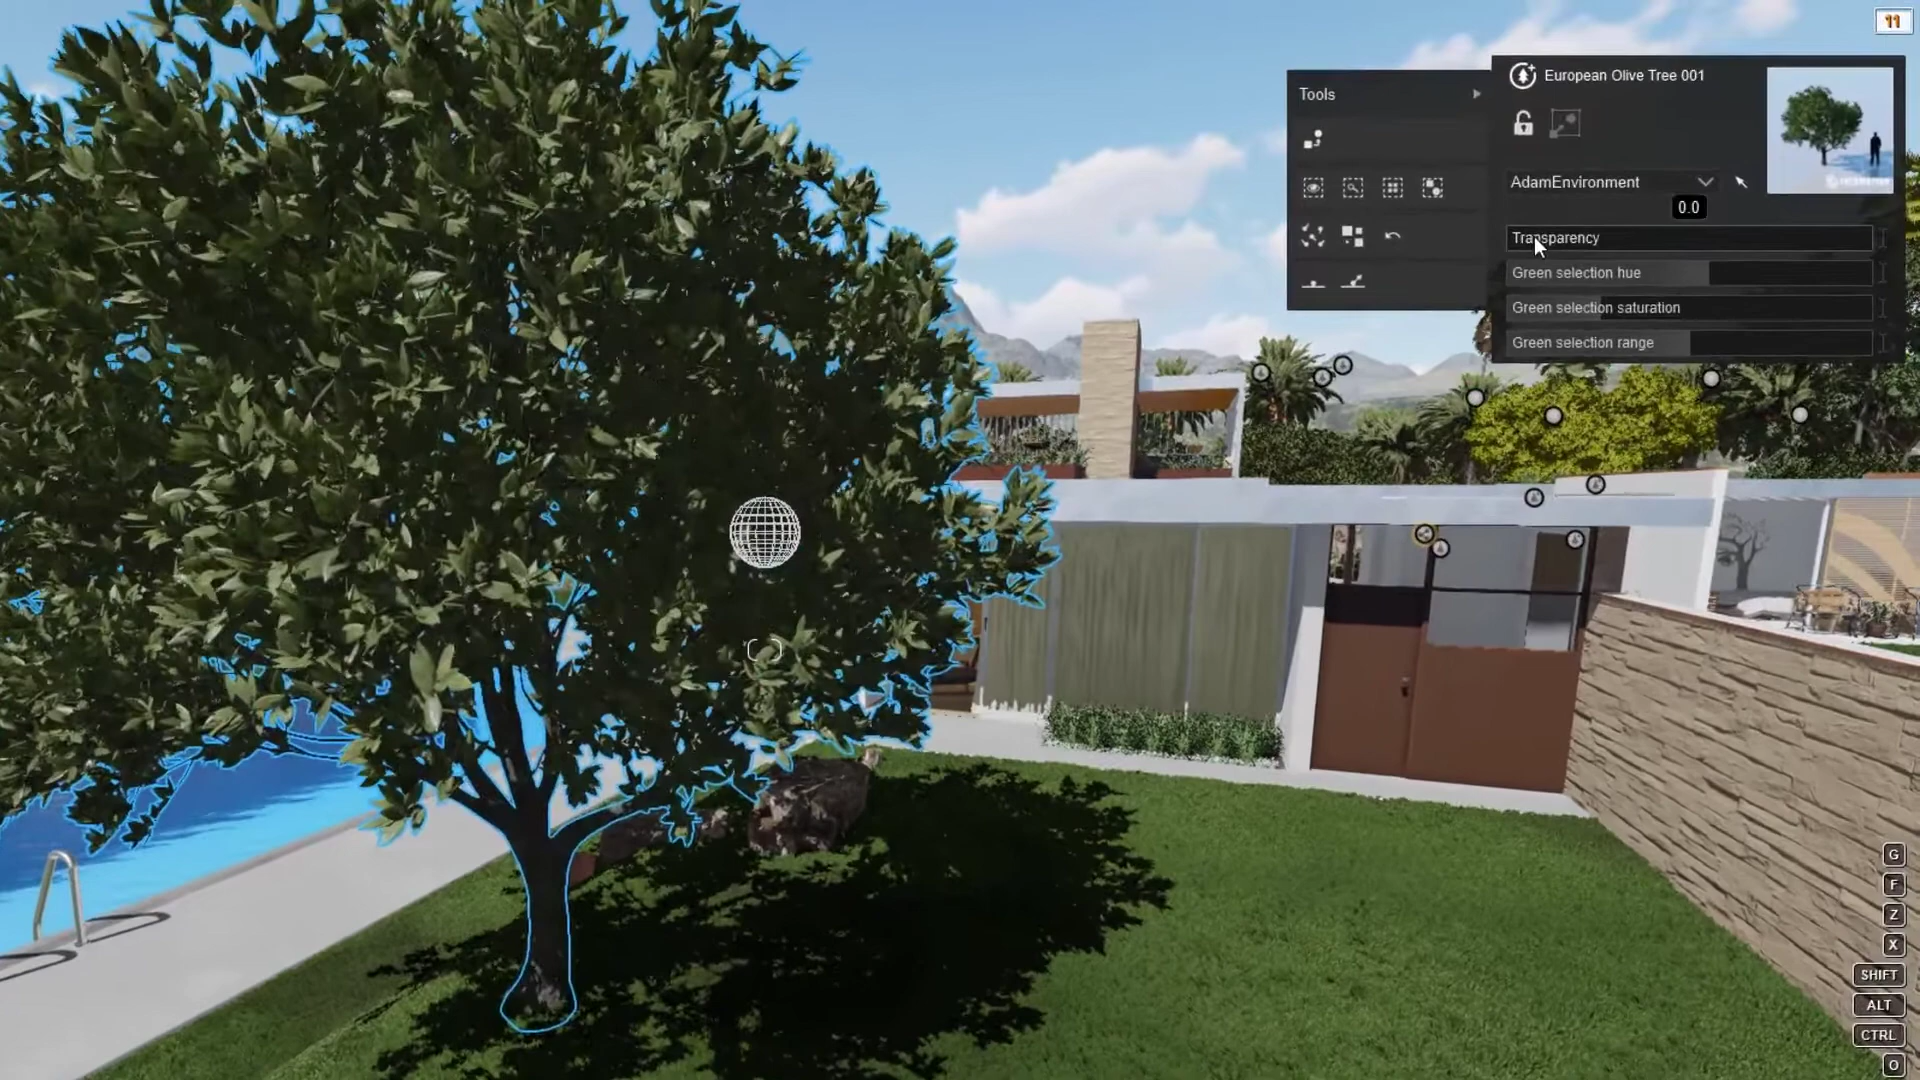 11
European Olive Tree 001
Tools
AdamEnvironment
0.0
Transparency
Green selection hue
Green selection saturation
Green selection range
G
F
Z
X
SHIFT
ALT
CTRL
O